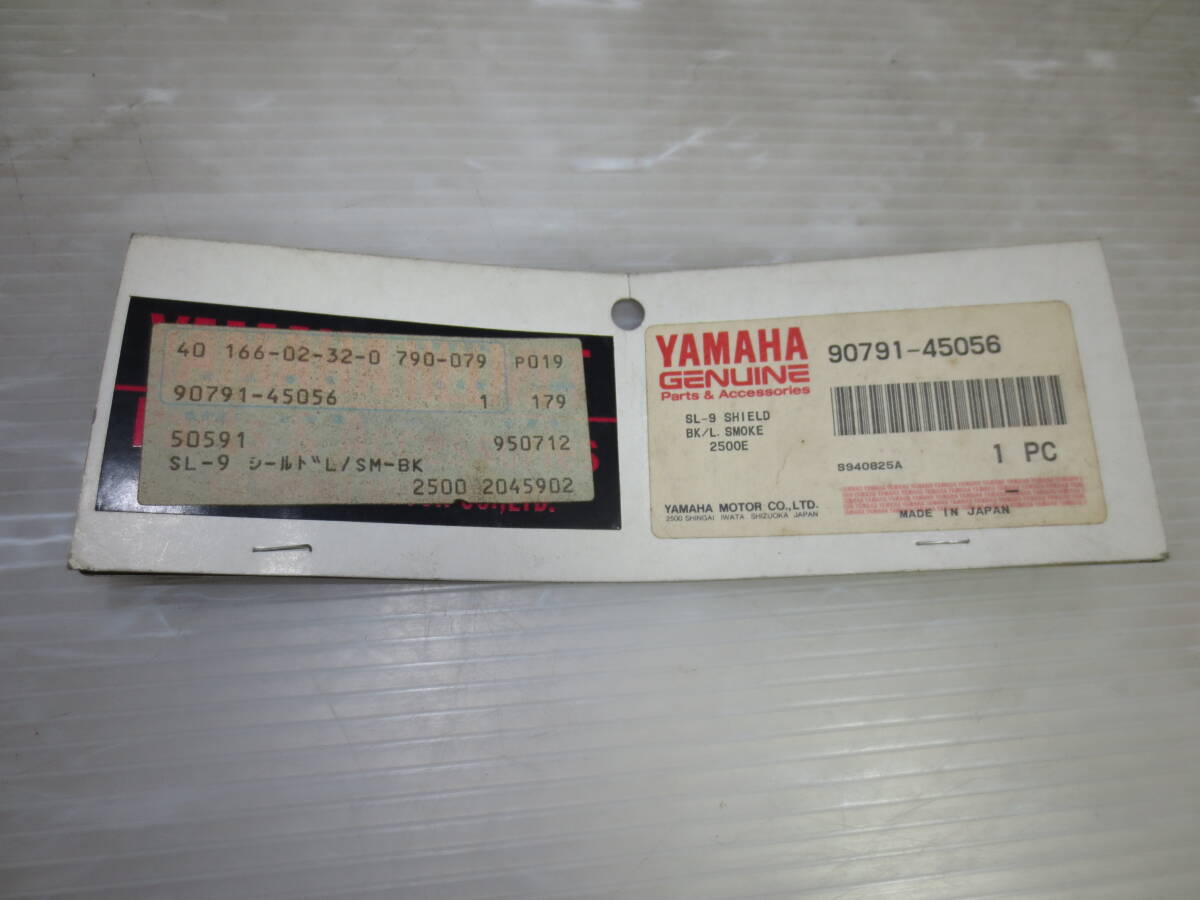 40 166-02-32-0 790-079 P019
90791-45056 1 179
50591 950712
SL-9 シールド L/SM-BK
2500 2045902
CO.,LTD.
YAMAHA
GENUINE
Parts & Accessories
90791-45056
SL-9 SHIELD
BK/L. SMOKE
2500E
S940825A
1 PC
YAMAHA MOTOR CO.,LTD.
2500 SHINGAI IWATA SHIZUOKA JAPAN
MADE IN JAPAN